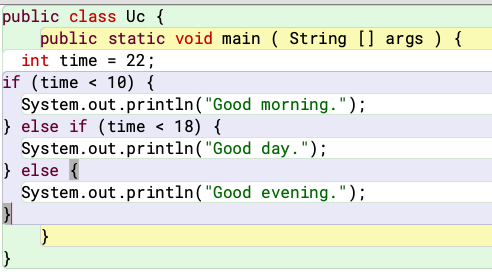 public class Uc {
    public static void main ( String [] args ) {
  int time = 22;
if (time < 10) {
  System.out.println("Good morning.");
} else if (time < 18) {
  System.out.println("Good day.");
} else {
  System.out.println("Good evening.");
}
    }
}